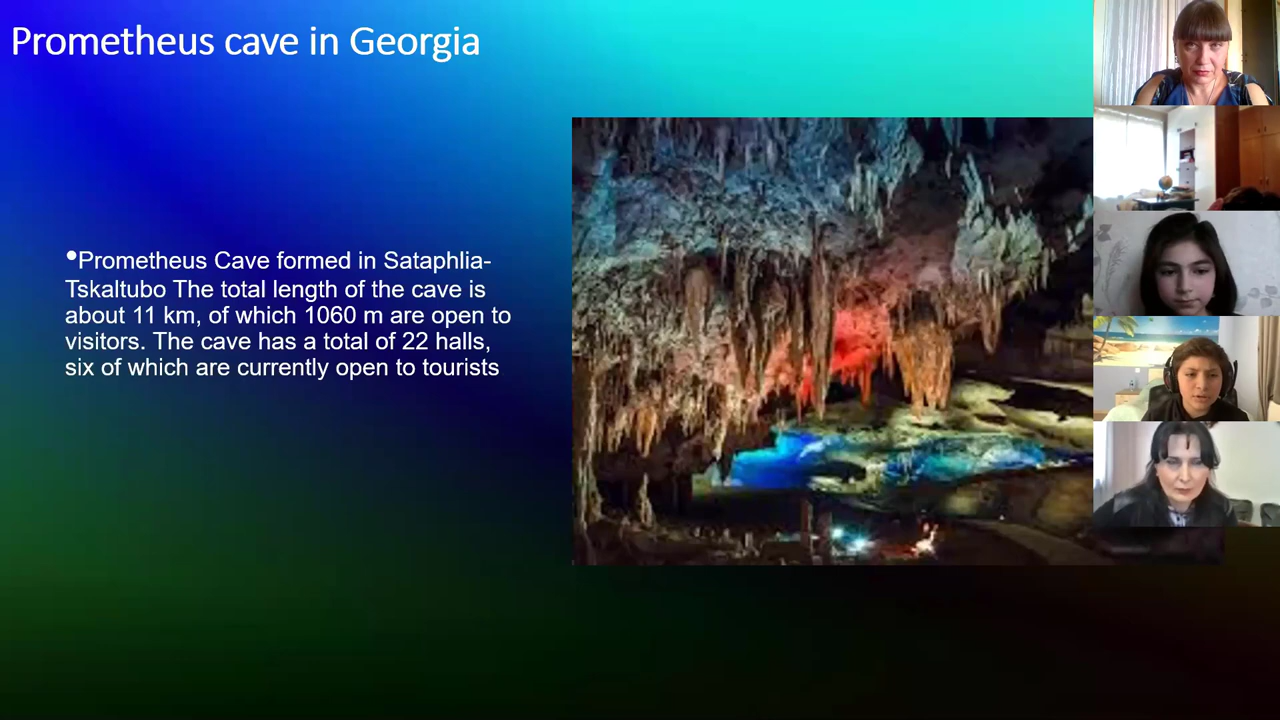 Prometheus cave in Georgia
•Prometheus Cave formed in Sataphlia-
Tskaltubo The total length of the cave is
about 11 km, of which 1060 m are open to
visitors. The cave has a total of 22 halls,
six of which are currently open to tourists